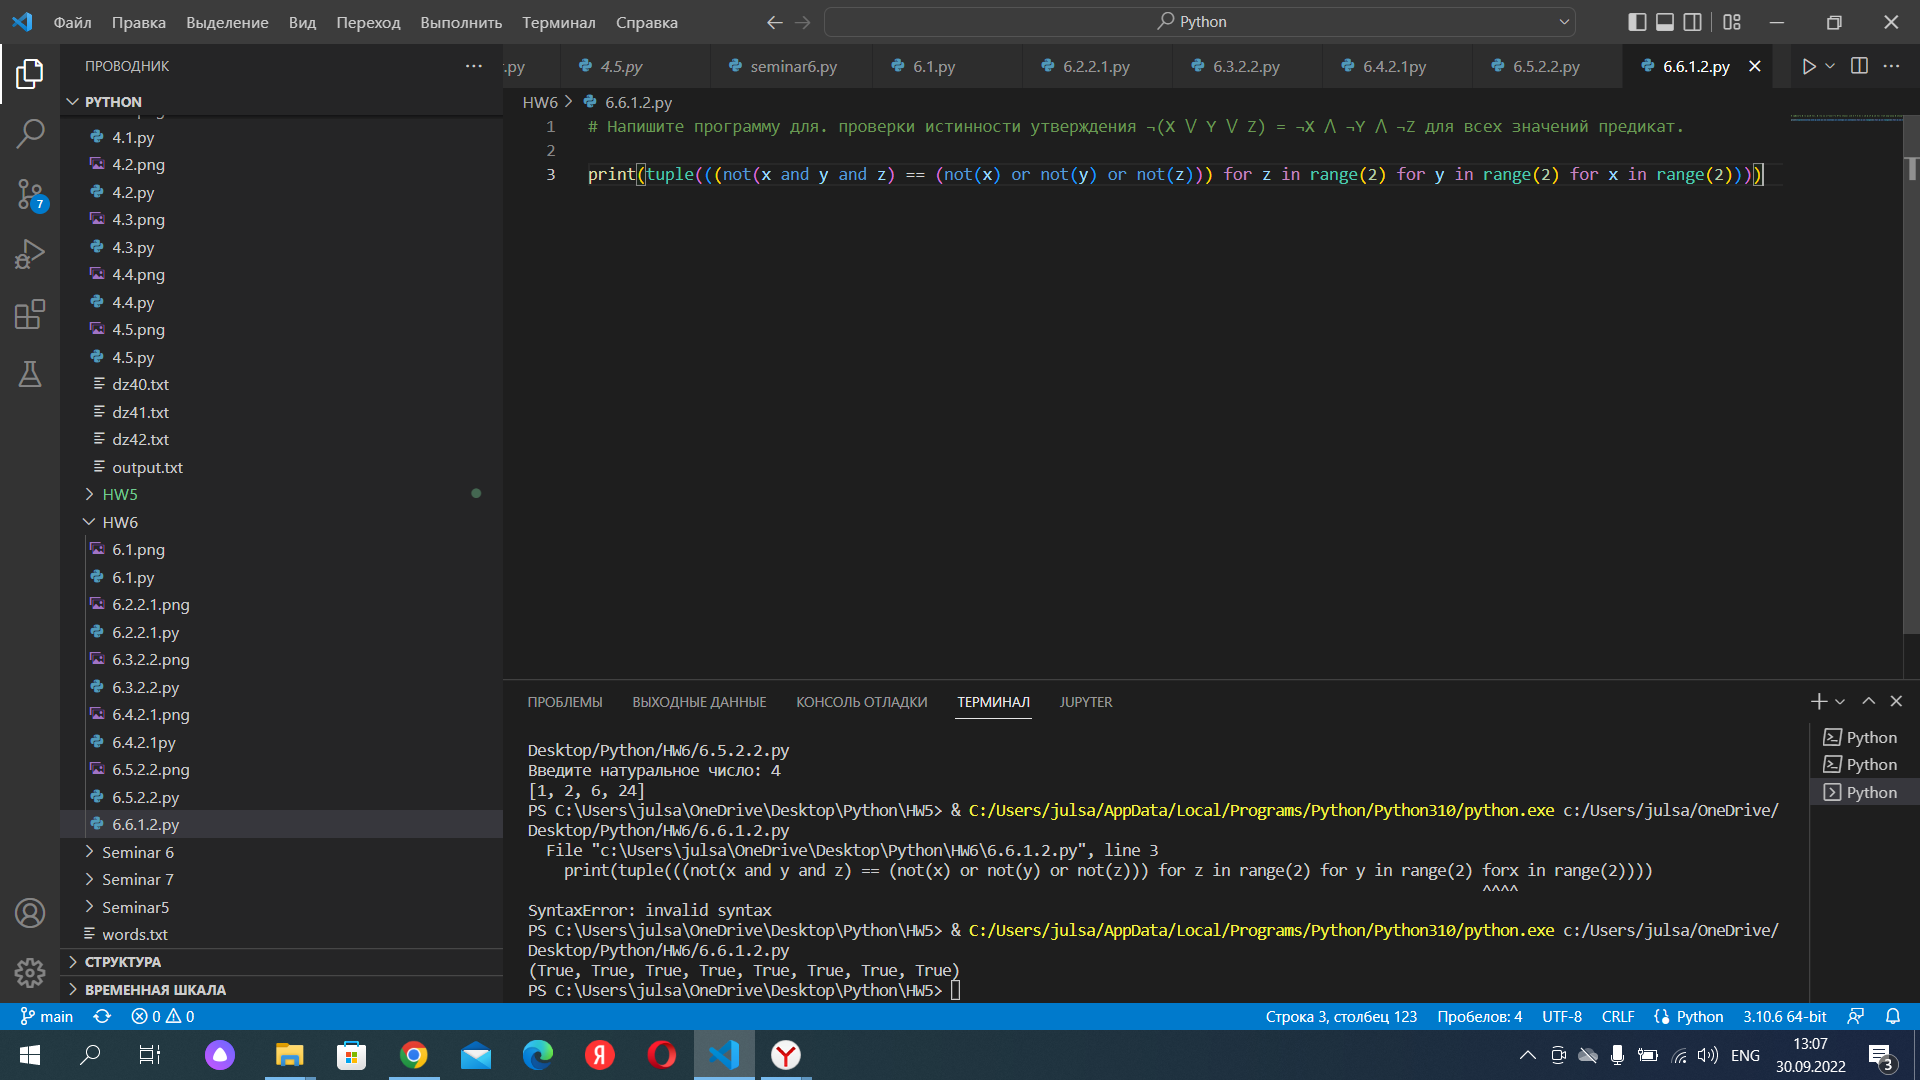 Файл Правка Выделение Вид Переход Выполнить Терминал Справка
Python
ПРОВОДНИК
PYTHON
4.1.py
4.2.png
4.2.py
4.3.png
4.3.py
4.4.png
4.4.py
4.5.png
4.5.py
dz40.txt
dz41.txt
dz42.txt
output.txt
HW5
HW6
6.1.png
6.1.py
6.2.2.1.png
6.2.2.1.py
6.3.2.2.png
6.3.2.2.py
6.4.2.1.png
6.4.2.1py
6.5.2.2.png
6.5.2.2.py
6.6.1.2.py
Seminar 6
Seminar 7
Seminar5
words.txt
СТРУКТУРА
ВРЕМЕННАЯ ШКАЛА
.py 4.5.py seminar6.py 6.1.py 6.2.2.1.py 6.3.2.2.py 6.4.2.1py 6.5.2.2.py 6.6.1.2.py
HW6 > 6.6.1.2.py
1 # Напишите программу для. проверки истинности утверждения ¬(X ⋁ Y ⋁ Z) = ¬X ⋀ ¬Y ⋀ ¬Z для всех значений предикат.
2
3 print(tuple(((not(x and y and z) == (not(x) or not(y) or not(z))) for z in range(2) for y in range(2) for x in range(2))))
ПРОБЛЕМЫ ВЫХОДНЫЕ ДАННЫЕ КОНСОЛЬ ОТЛАДКИ ТЕРМИНАЛ JUPYTER
Desktop/Python/HW6/6.5.2.2.py
Введите натуральное число: 4
[1, 2, 6, 24]
PS C:\Users\julsa\OneDrive\Desktop\Python\HW5> & C:/Users/julsa/AppData/Local/Programs/Python/Python310/python.exe c:/Users/julsa/OneDrive/
Desktop/Python/HW6/6.6.1.2.py
File "c:\Users\julsa\OneDrive\Desktop\Python\HW6\6.6.1.2.py", line 3
print(tuple(((not(x and y and z) == (not(x) or not(y) or not(z))) for z in range(2) for y in range(2) forx in range(2))))
^^^^
SyntaxError: invalid syntax
PS C:\Users\julsa\OneDrive\Desktop\Python\HW5> & C:/Users/julsa/AppData/Local/Programs/Python/Python310/python.exe c:/Users/julsa/OneDrive/
Desktop/Python/HW6/6.6.1.2.py
(True, True, True, True, True, True, True, True)
PS C:\Users\julsa\OneDrive\Desktop\Python\HW5>
Python
Python
Python
7
main 0 0 Строка 3, столбец 123 Пробелов: 4 UTF-8 CRLF Python 3.10.6 64-bit
ENG
13:07
30.09.2022
3